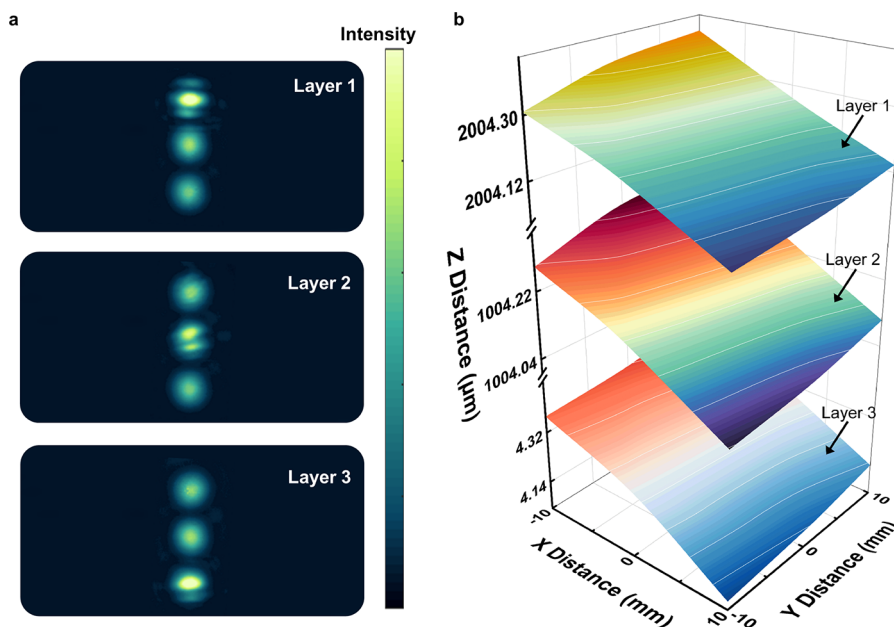 a
Intensity
Layer 1
Layer 2
Layer 3
b
2004.30
2004.12
1004.22
1004.04
4.32
4.14
Z Distance (μm)
Layer 1
Layer 2
Layer 3
-10
0
10
X Distance (mm)
-10
0
10
Y Distance (mm)